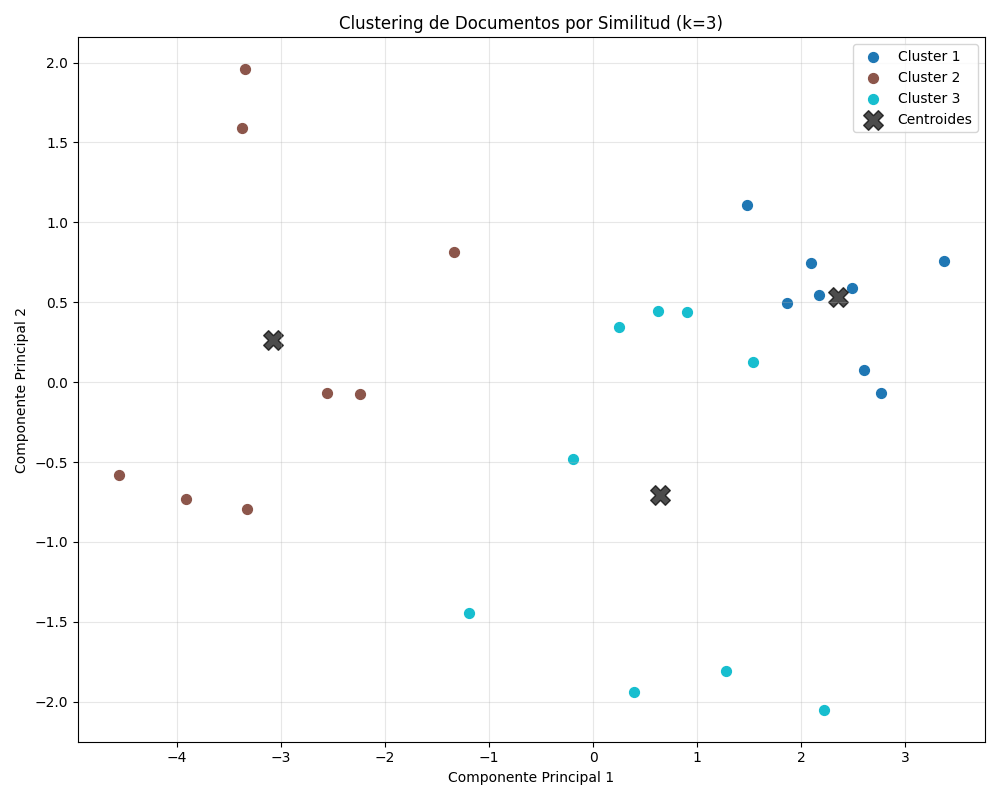 Clustering de Documentos por Similitud (k=3)
Cluster 1
Cluster 2
Cluster 3
Centroides
2.0
1.5
1.0
0.5
0.0
−0.5
−1.0
−1.5
−2.0
Componente Principal 2
−4 −3 −2 −1 0 1 2 3
Componente Principal 1